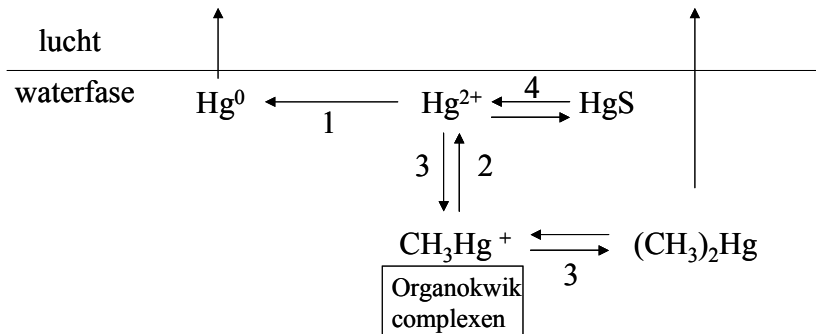 lucht
waterfase
Hg⁰
1
Hg²⁺
4
HgS
3
2
CH₃Hg ⁺
3
(CH₃)₂Hg
Organokwik
complexen